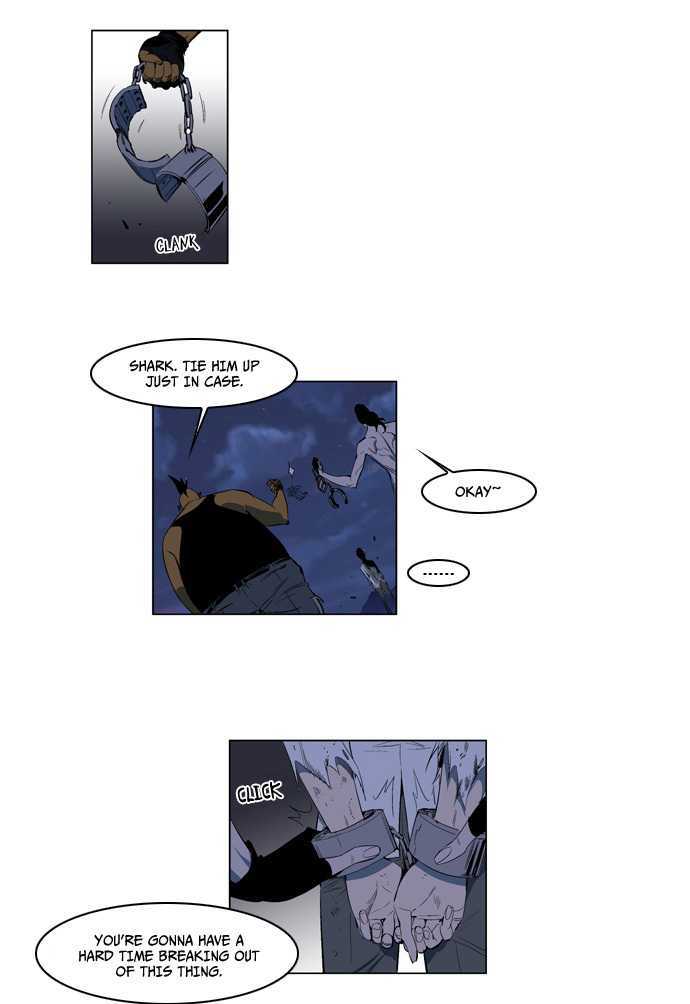 CLANK
SHARK. TIE HIM UP
JUST IN CASE.
OKAY~
------
CLICK
YOU'RE GONNA HAVE A
HARD TIME BREAKING OUT
OF THIS THING.